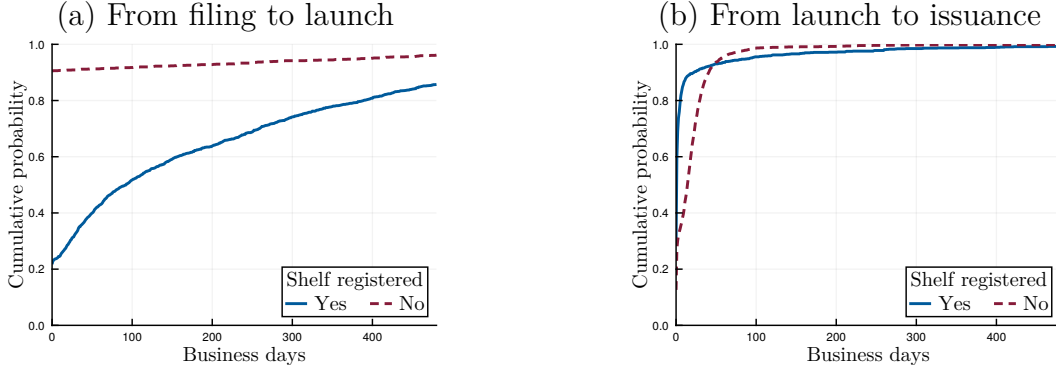 (a) From filing to launch
Cumulative probability
1.0
0.8
0.6
0.4
0.2
0.0
0
100
200
300
400
Business days
Shelf registered
Yes
No
(b) From launch to issuance
Cumulative probability
1.0
0.8
0.6
0.4
0.2
0.0
0
100
200
300
400
Business days
Shelf registered
Yes
No